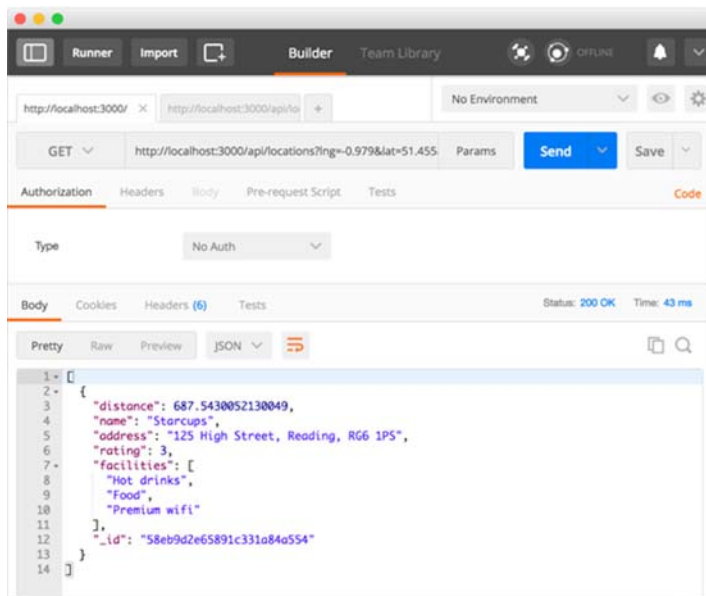 Runner Import Builder Team Library OFFLINE
http://localhost:3000/ http://localhost:3000/api/lo No Environment
GET http://localhost:3000/api/locations?lng=-0.979&lat=51.455 Params Send Save
Authorization Headers Body Pre-request Script Tests Code
Type No Auth
Body Cookies Headers (6) Tests Status: 200 OK Time: 43 ms
Pretty Raw Preview JSON
1 [
2 {
3 "distance": 687.5430052130049,
4 "name": "Starcups",
5 "address": "125 High Street, Reading, RG6 1PS",
6 "rating": 3,
7 "facilities": [
8 "Hot drinks",
9 "Food",
10 "Premium wifi"
11 ],
12 "_id": "58eb9d2e65891c331a84a554"
13 }
14 ]